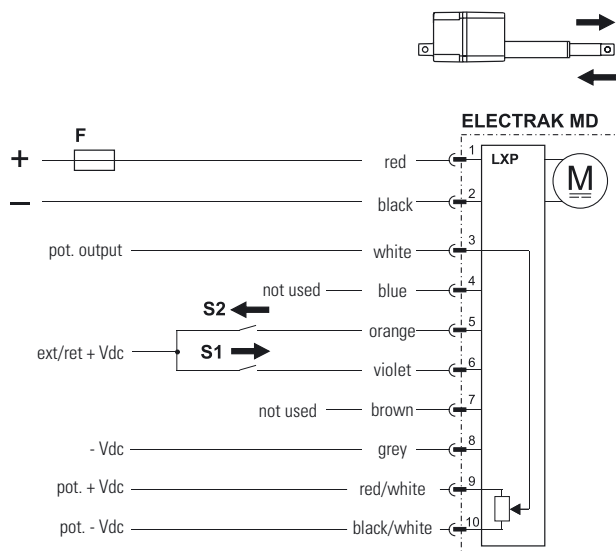 ELECTRAK MD
F
+ red 1 LXP
M
− black 2
pot. output white 3
not used blue 4
S2
orange 5
ext/ret + Vdc S1
violet 6
not used brown 7
- Vdc grey 8
pot. + Vdc red/white 9
pot. - Vdc black/white 10